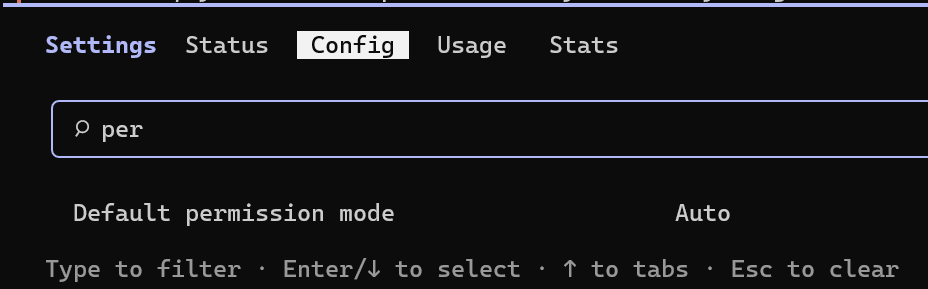 Settings Status Config Usage Stats
per
Default permission mode Auto
Type to filter · Enter/↓ to select · ↑ to tabs · Esc to clear